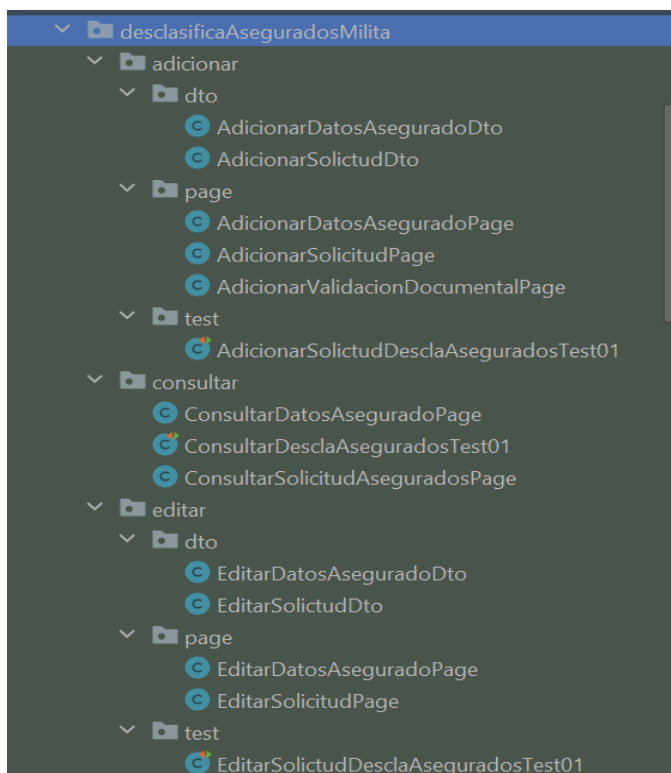 desclasificaAseguradosMilita
adicionar
dto
AdicionarDatosAseguradoDto
AdicionarSolictudDto
page
AdicionarDatosAseguradoPage
AdicionarSolicitudPage
AdicionarValidacionDocumentalPage
test
AdicionarSolictudDesclaAseguradosTest01
consultar
ConsultarDatosAseguradoPage
ConsultarDesclaAseguradosTest01
ConsultarSolicitudAseguradosPage
editar
dto
EditarDatosAseguradoDto
EditarSolictudDto
page
EditarDatosAseguradoPage
EditarSolicitudPage
test
EditarSolictudDesclaAseguradosTest01